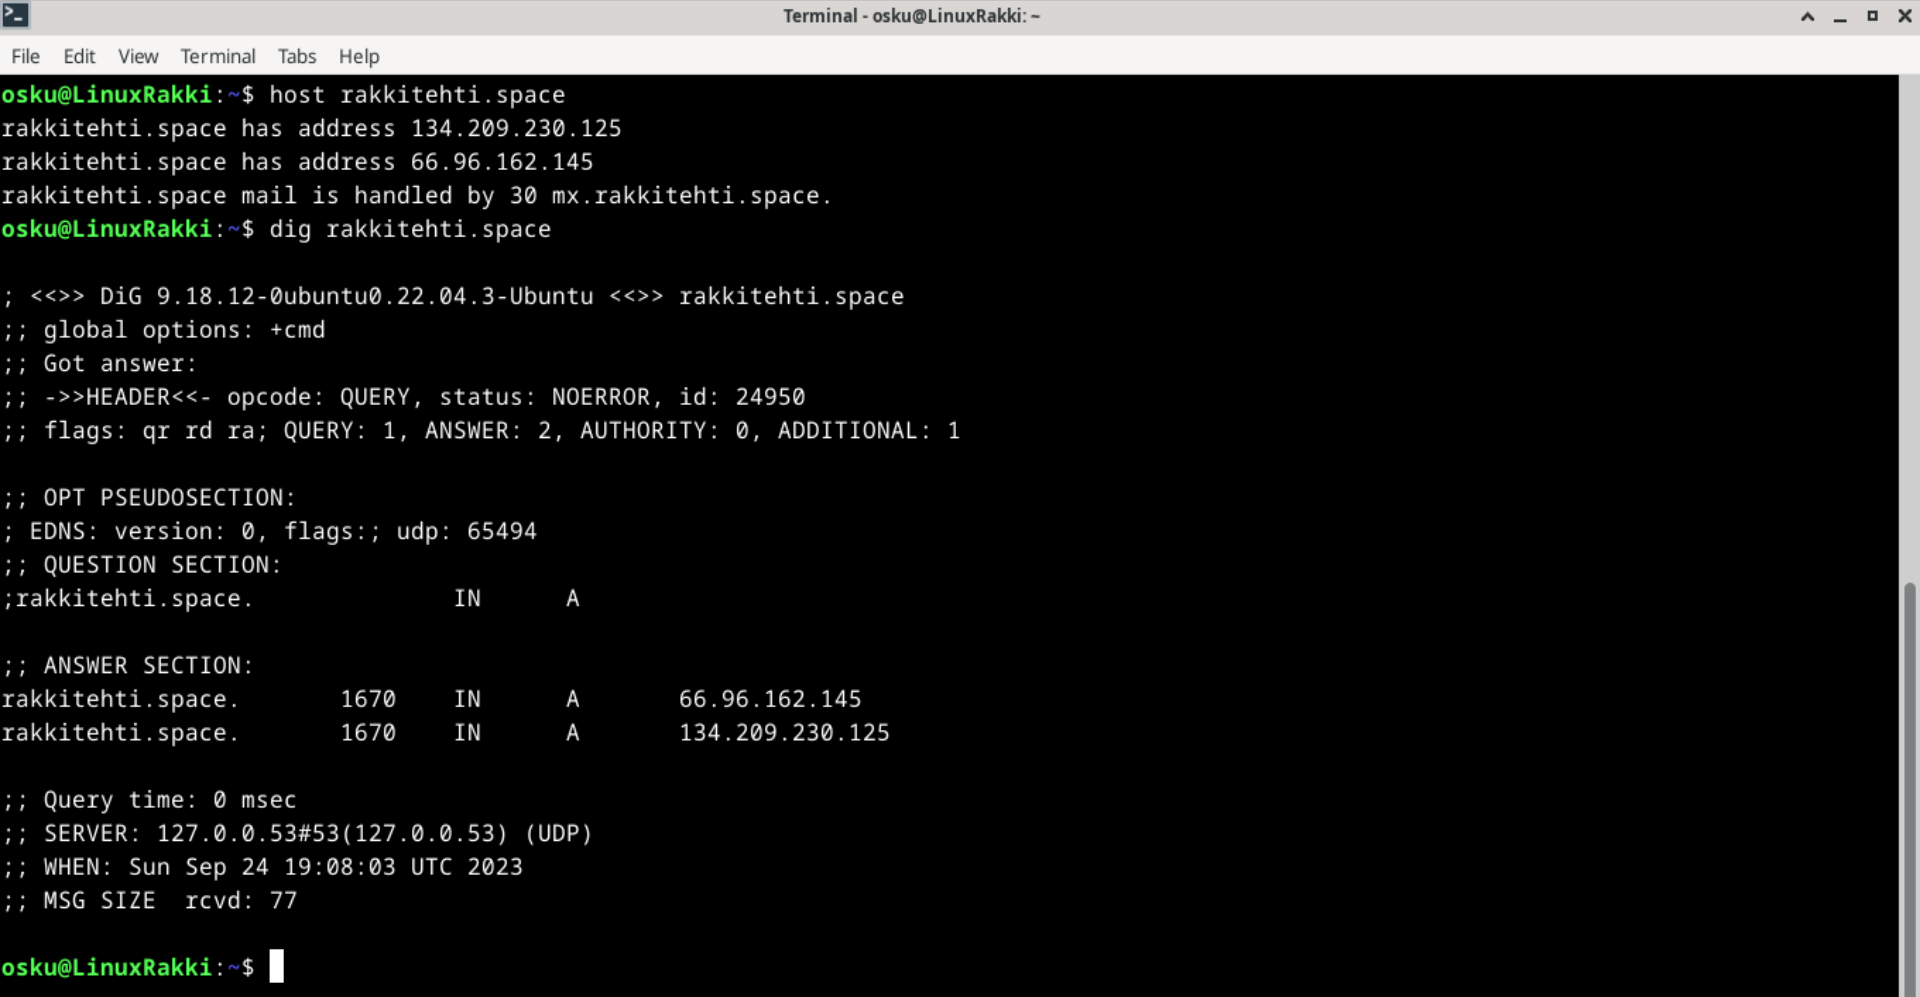 Terminal - osku@LinuxRakki: ~
File Edit View Terminal Tabs Help
osku@LinuxRakki:~$ host rakkitehti.space
rakkitehti.space has address 134.209.230.125
rakkitehti.space has address 66.96.162.145
rakkitehti.space mail is handled by 30 mx.rakkitehti.space.
osku@LinuxRakki:~$ dig rakkitehti.space
; <<>> DiG 9.18.12-0ubuntu0.22.04.3-Ubuntu <<>> rakkitehti.space
;; global options: +cmd
;; Got answer:
;; ->>HEADER<<- opcode: QUERY, status: NOERROR, id: 24950
;; flags: qr rd ra; QUERY: 1, ANSWER: 2, AUTHORITY: 0, ADDITIONAL: 1
;; OPT PSEUDOSECTION:
; EDNS: version: 0, flags:; udp: 65494
;; QUESTION SECTION:
;rakkitehti.space. IN A
;; ANSWER SECTION:
rakkitehti.space. 1670 IN A 66.96.162.145
rakkitehti.space. 1670 IN A 134.209.230.125
;; Query time: 0 msec
;; SERVER: 127.0.0.53#53(127.0.0.53) (UDP)
;; WHEN: Sun Sep 24 19:08:03 UTC 2023
;; MSG SIZE  rcvd: 77
osku@LinuxRakki:~$